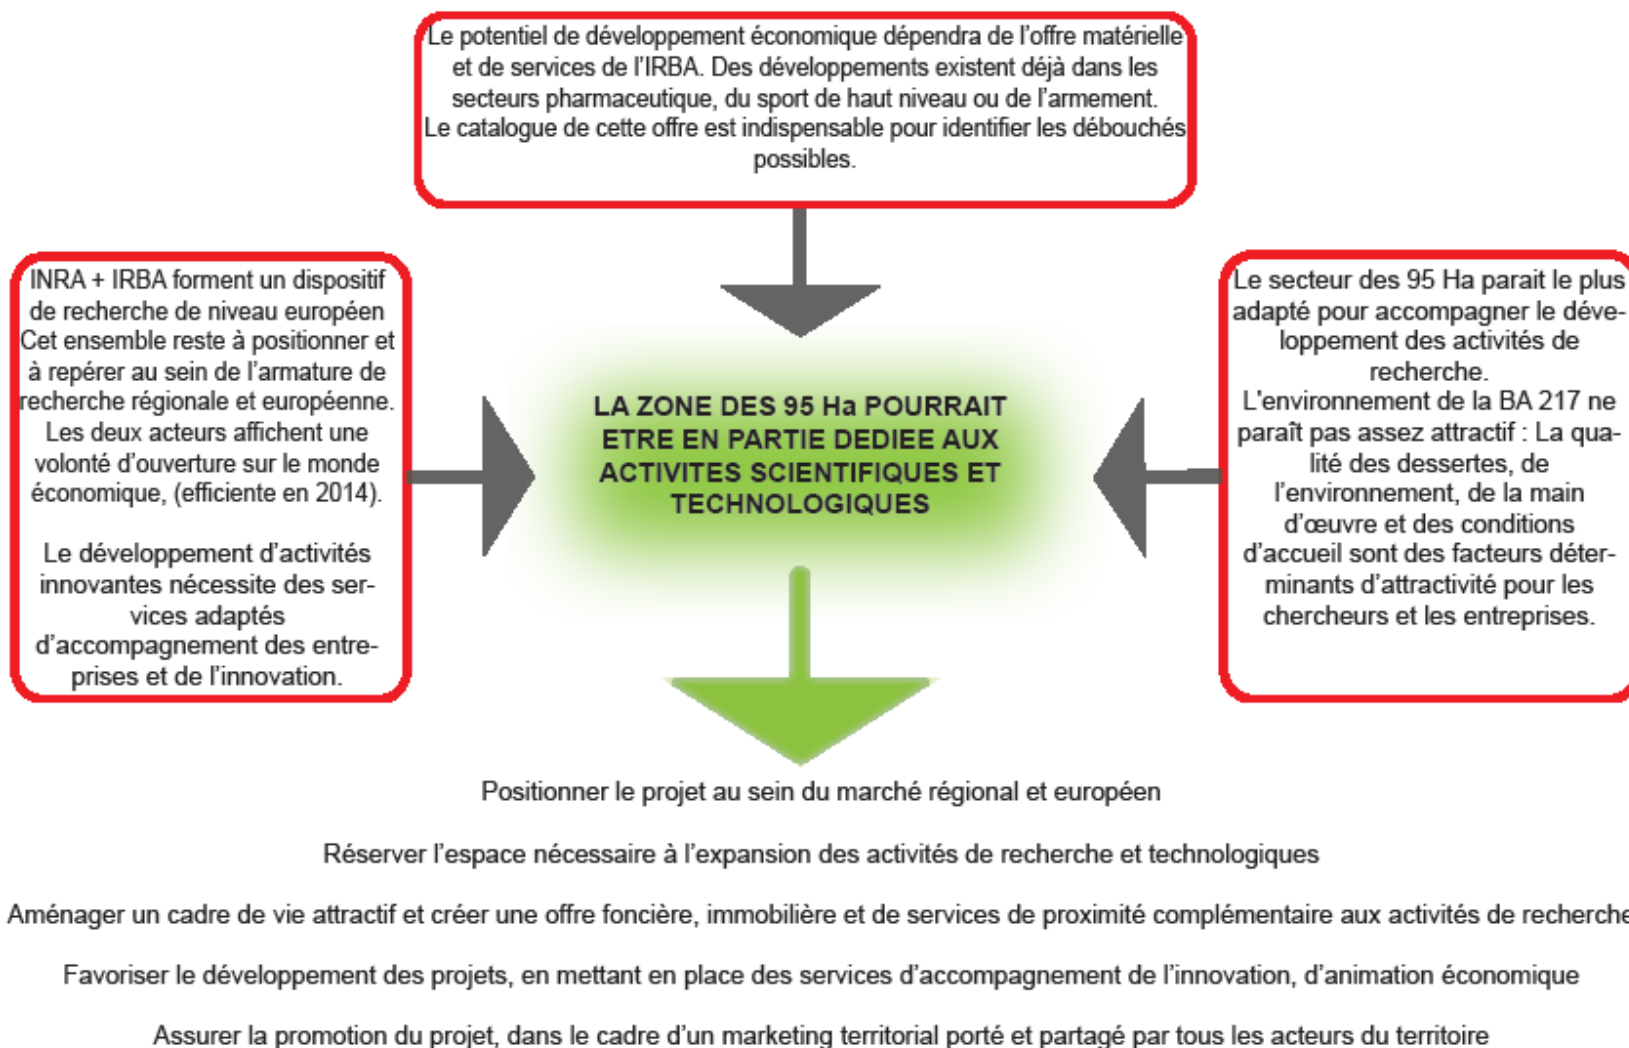 Le potentiel de développement économique dépendra de l'offre matérielle
et de services de l'IRBA. Des développements existent déjà dans les
secteurs pharmaceutique, du sport de haut niveau ou de l'armement.
Le catalogue de cette offre est indispensable pour identifier les débouchés
possibles.
INRA + IRBA forment un dispositif
de recherche de niveau européen
Cet ensemble reste à positionner et
à repérer au sein de l'armature de
recherche régionale et européenne.
Les deux acteurs affichent une
volonté d'ouverture sur le monde
économique, (efficiente en 2014).
Le développement d'activités
innovantes nécessite des ser-
vices adaptés
d'accompagnement des entre-
prises et de l'innovation.
LA ZONE DES 95 Ha POURRAIT
ETRE EN PARTIE DEDIEE AUX
ACTIVITES SCIENTIFIQUES ET
TECHNOLOGIQUES
Le secteur des 95 Ha parait le plus
adapté pour accompagner le déve-
loppement des activités de
recherche.
L'environnement de la BA 217 ne
paraît pas assez attractif : La qua-
lité des dessertes, de
l'environnement, de la main
d'œuvre et des conditions
d'accueil sont des facteurs déter-
minants d'attractivité pour les
chercheurs et les entreprises.
Positionner le projet au sein du marché régional et européen
Réserver l'espace nécessaire à l'expansion des activités de recherche et technologiques
Aménager un cadre de vie attractif et créer une offre foncière, immobilière et de services de proximité complémentaire aux activités de recherche
Favoriser le développement des projets, en mettant en place des services d'accompagnement de l'innovation, d'animation économique
Assurer la promotion du projet, dans le cadre d'un marketing territorial porté et partagé par tous les acteurs du territoire